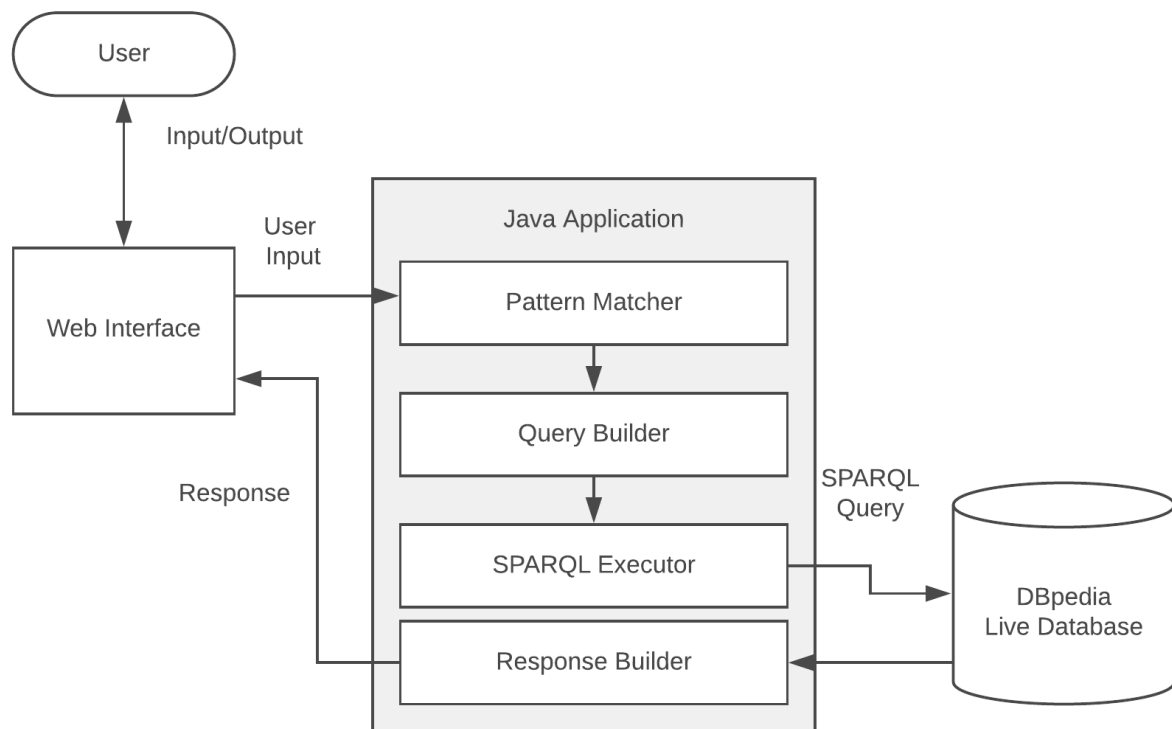 User
Input/Output
Java Application
User
Input
Pattern Matcher
Web Interface
Query Builder
SPARQL
Query
Response
SPARQL Executor
DBpedia
Live Database
Response Builder